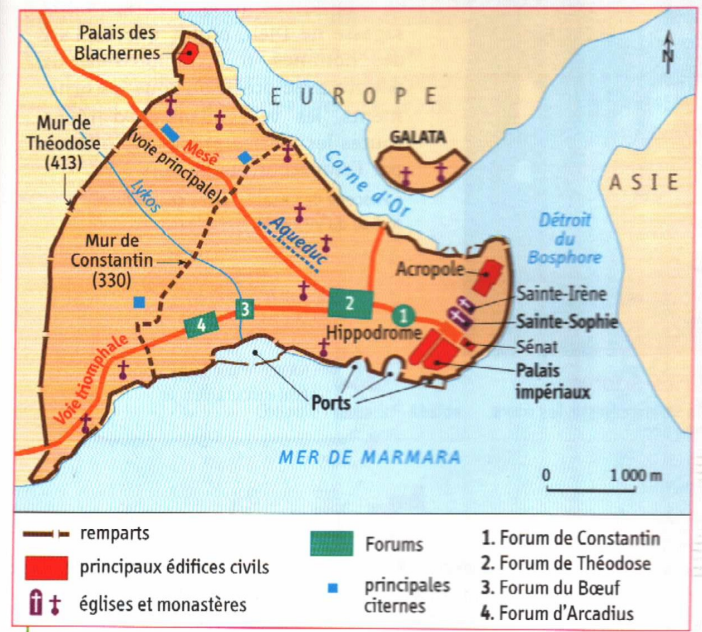 Palais des
Blachernes
N
EUROPE
Mur de
Théodose
(413)
Mesê
(voie principale)
GALATA
Corne d'Or
ASIE
Lykos
Détroit
du
Bosphore
Mur de
Constantin
(330)
Aqueduc
Acropole
Sainte-Irène
2
1
3
4
Hippodrome
Sainte-Sophie
Sénat
Palais
impériaux
Voie triomphale
Ports
MER DE MARMARA
0 1 000 m
remparts
principaux édifices civils
églises et monastères
Forums
principales
citernes
1. Forum de Constantin
2. Forum de Théodose
3. Forum du Bœuf
4. Forum d'Arcadius